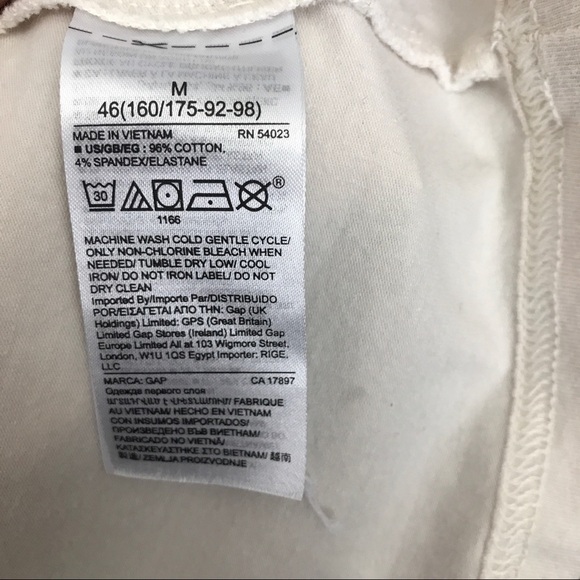 M
46(160/175-92-98)
MADE IN VIETNAM RN 54023
■ US/GB/EG : 96% COTTON,
4% SPANDEX/ELASTANE
30
®
1166
MACHINE WASH COLD GENTLE CYCLE/
ONLY NON-CHLORINE BLEACH WHEN
NEEDED/ TUMBLE DRY LOW/ COOL
IRON/ DO NOT IRON LABEL/ DO NOT
DRY CLEAN
Imported By/Importe Par/DISTRIBUIDO
POR/ΕΙΣΑΓΕΤΑΙ ΑΠΟ ΤΗΝ: Gap (UK
Holdings) Limited: GPS (Great Britain)
Limited Gap Stores (Ireland) Limited Gap
Europe Limited All at 103 Wigmore Street,
London, W1U 1QS Egypt Importer: RIGE,
LLC
MARCA: GAP CA 17897
Одежда первого слоя
FABRIQUE
AU VIETNAM/ HECHO EN VIETNAM
CON INSUMOS IMPORTADOS/
ПРОИЗВЕДЕНО ВЪВ ВИЕТНАМ/
FABRICADO NO VIETNÃ/
ΚΑΤΑΣΚΕΥΑΣΤΗΚΕ ΣΤΟ ΒΙΕΤΝΑΜ/ 越南
製/ ZEMLJA PROIZVODNJE